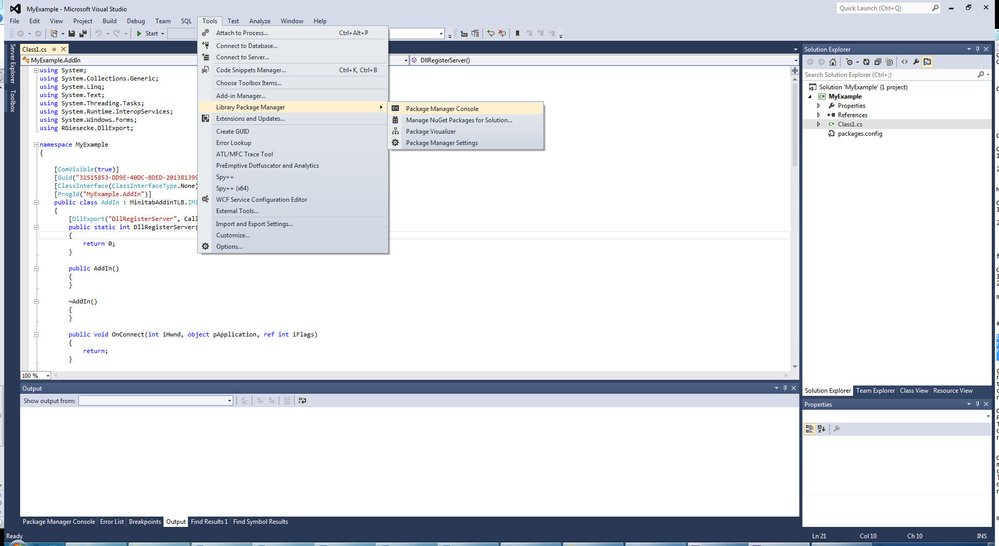 MyExample - Microsoft Visual Studio
Quick Launch (Ctrl+Q)
File Edit View Project Build Debug Team SQL Tools Test Analyze Window Help
Start
Server Explorer
Toolbox
Class1.cs
MyExample.AddIn
DllRegisterServer()
using System;
using System.Collections.Generic;
using System.Linq;
using System.Text;
using System.Threading.Tasks;
using System.Runtime.InteropServices;
using System.Windows.Forms;
using RGiesecke.DllExport;
namespace MyExample
{
[ComVisible(true)]
[Guid("31515853-DD9E-40DC-BDED-201381399
[ClassInterface(ClassInterfaceType.None)
[ProgId("MyExample.AddIn")]
public class AddIn : MinitabAddinTLB.IMi
{
[DllExport("DllRegisterServer", Call
public static int DllRegisterServer(
{
return 0;
}
public AddIn()
{
}
~AddIn()
{
}
public void OnConnect(int iHwnd, object pApplication, ref int iFlags)
{
return;
}
100 %
Attach to Process... Ctrl+Alt+P
Connect to Database...
Connect to Server...
Code Snippets Manager... Ctrl+K, Ctrl+B
Choose Toolbox Items...
Add-in Manager...
Library Package Manager
Extensions and Updates...
Create GUID
Error Lookup
ATL/MFC Trace Tool
PreEmptive Dotfuscator and Analytics
Spy++
Spy++ (x64)
WCF Service Configuration Editor
External Tools...
Import and Export Settings...
Customize...
Options...
Package Manager Console
Manage NuGet Packages for Solution...
Package Visualizer
Package Manager Settings
Solution Explorer
Search Solution Explorer (Ctrl+;)
Solution 'MyExample' (1 project)
MyExample
Properties
References
Class1.cs
packages.config
Solution Explorer Team Explorer Class View Resource View
Properties
Output
Show output from:
Package Manager Console Error List Breakpoints Output Find Results 1 Find Symbol Results
Ready
Ln 21 Col 10 Ch 10 INS